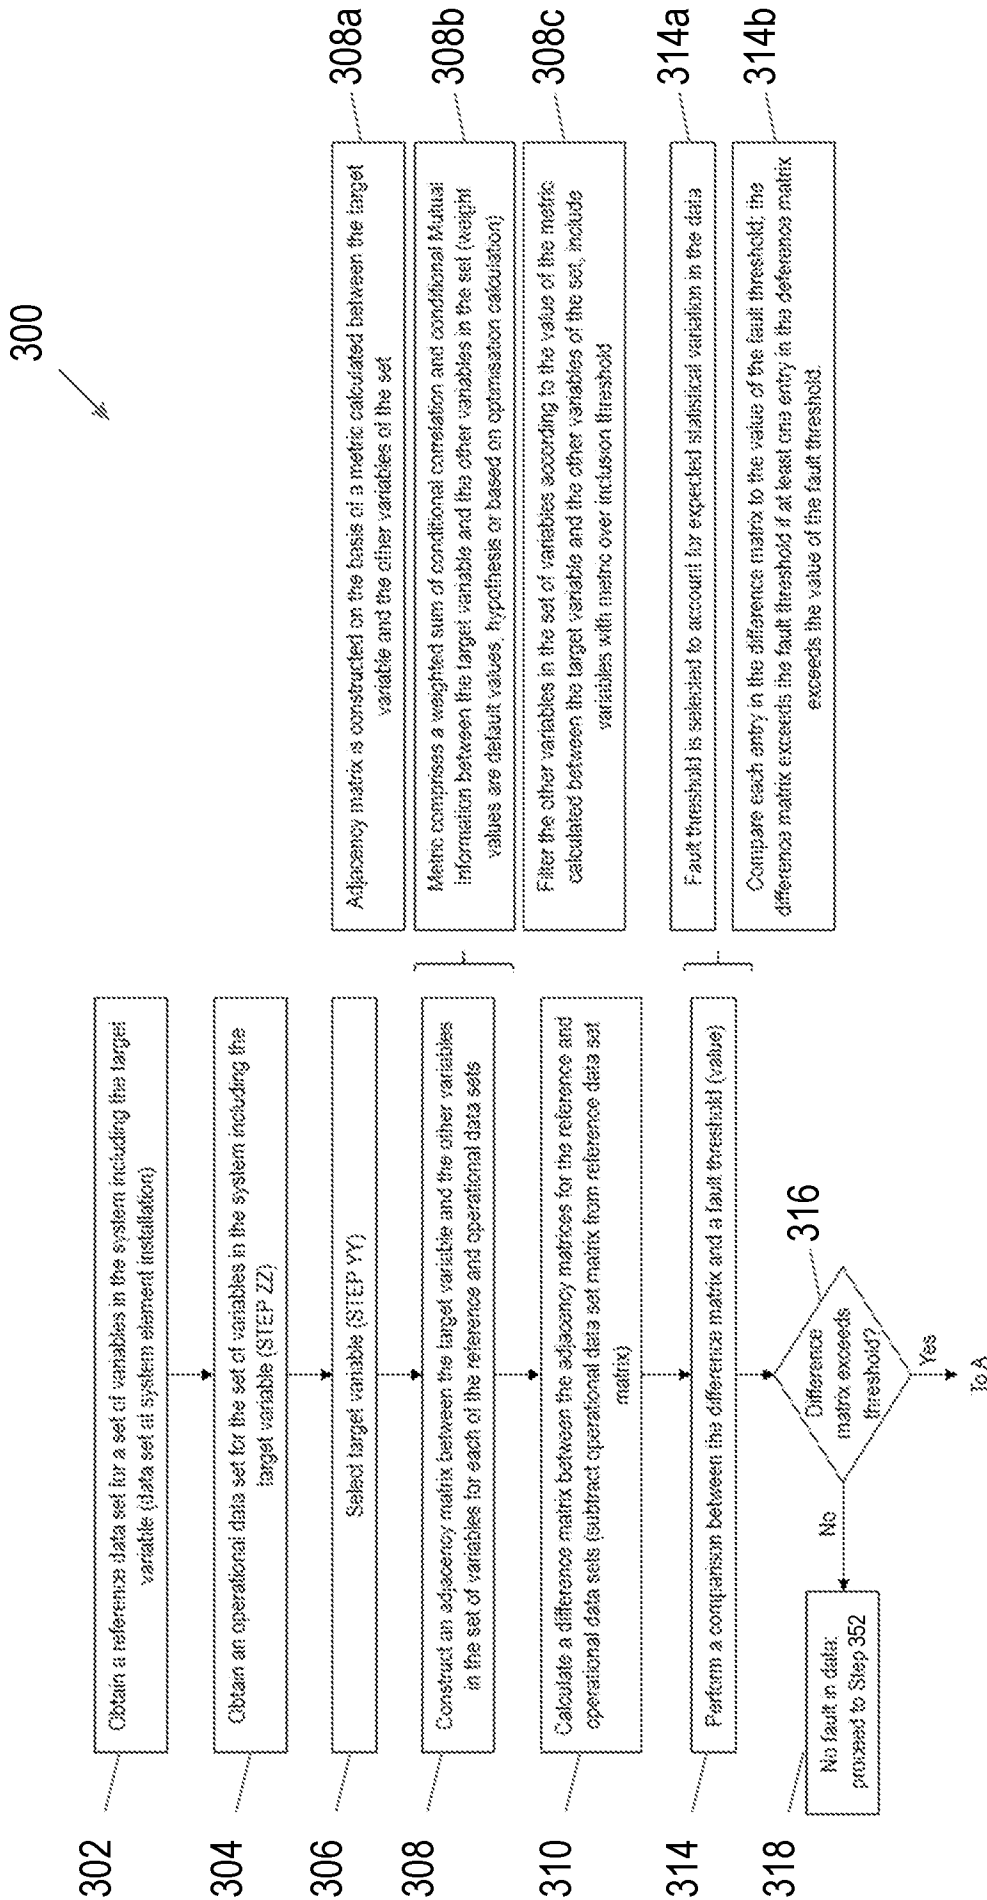 300
302
Obtain a reference data set for a set of variables in the system including the target
variable (data set at system element installation)
304
Obtain an operational data set for the set of variables in the system including the
target variable (STEP ZZ)
306
Select target variable (STEP YY)
308
Construct an adjacency matrix between the target variable and the other variables
in the set of variables for each of the reference and operational data sets
308a
Adjacency matrix is constructed on the basis of a metric calculated between the target
variable and the other variables of the set
308b
Metric comprises a weighted sum of conditional correlation and conditional Mutual
information between the target variable and the other variables in the set (weight
values are default values, hypothesis or based on optimisation calculation)
308c
Filter the other variables in the set of variables according to the value of the metric
calculated between the target variable and the other variables of the set, include
variables with metric over inclusion threshold
310
Calculate a difference matrix between the adjacency matrices for the reference and
operational data sets (subtract operational data set matrix from reference data set
matrix)
314
Perform a comparison between the difference matrix and a fault threshold (value)
314a
Fault threshold is selected to account for expected statistical variation in the data
314b
Compare each entry in the difference matrix to the value of the fault threshold; the
difference matrix exceeds the fault threshold if at least one entry in the deference matrix
exceeds the value of the fault threshold.
316
Difference
matrix exceeds
threshold?
No
Yes
To A
318
No fault in data:
proceed to Step 352